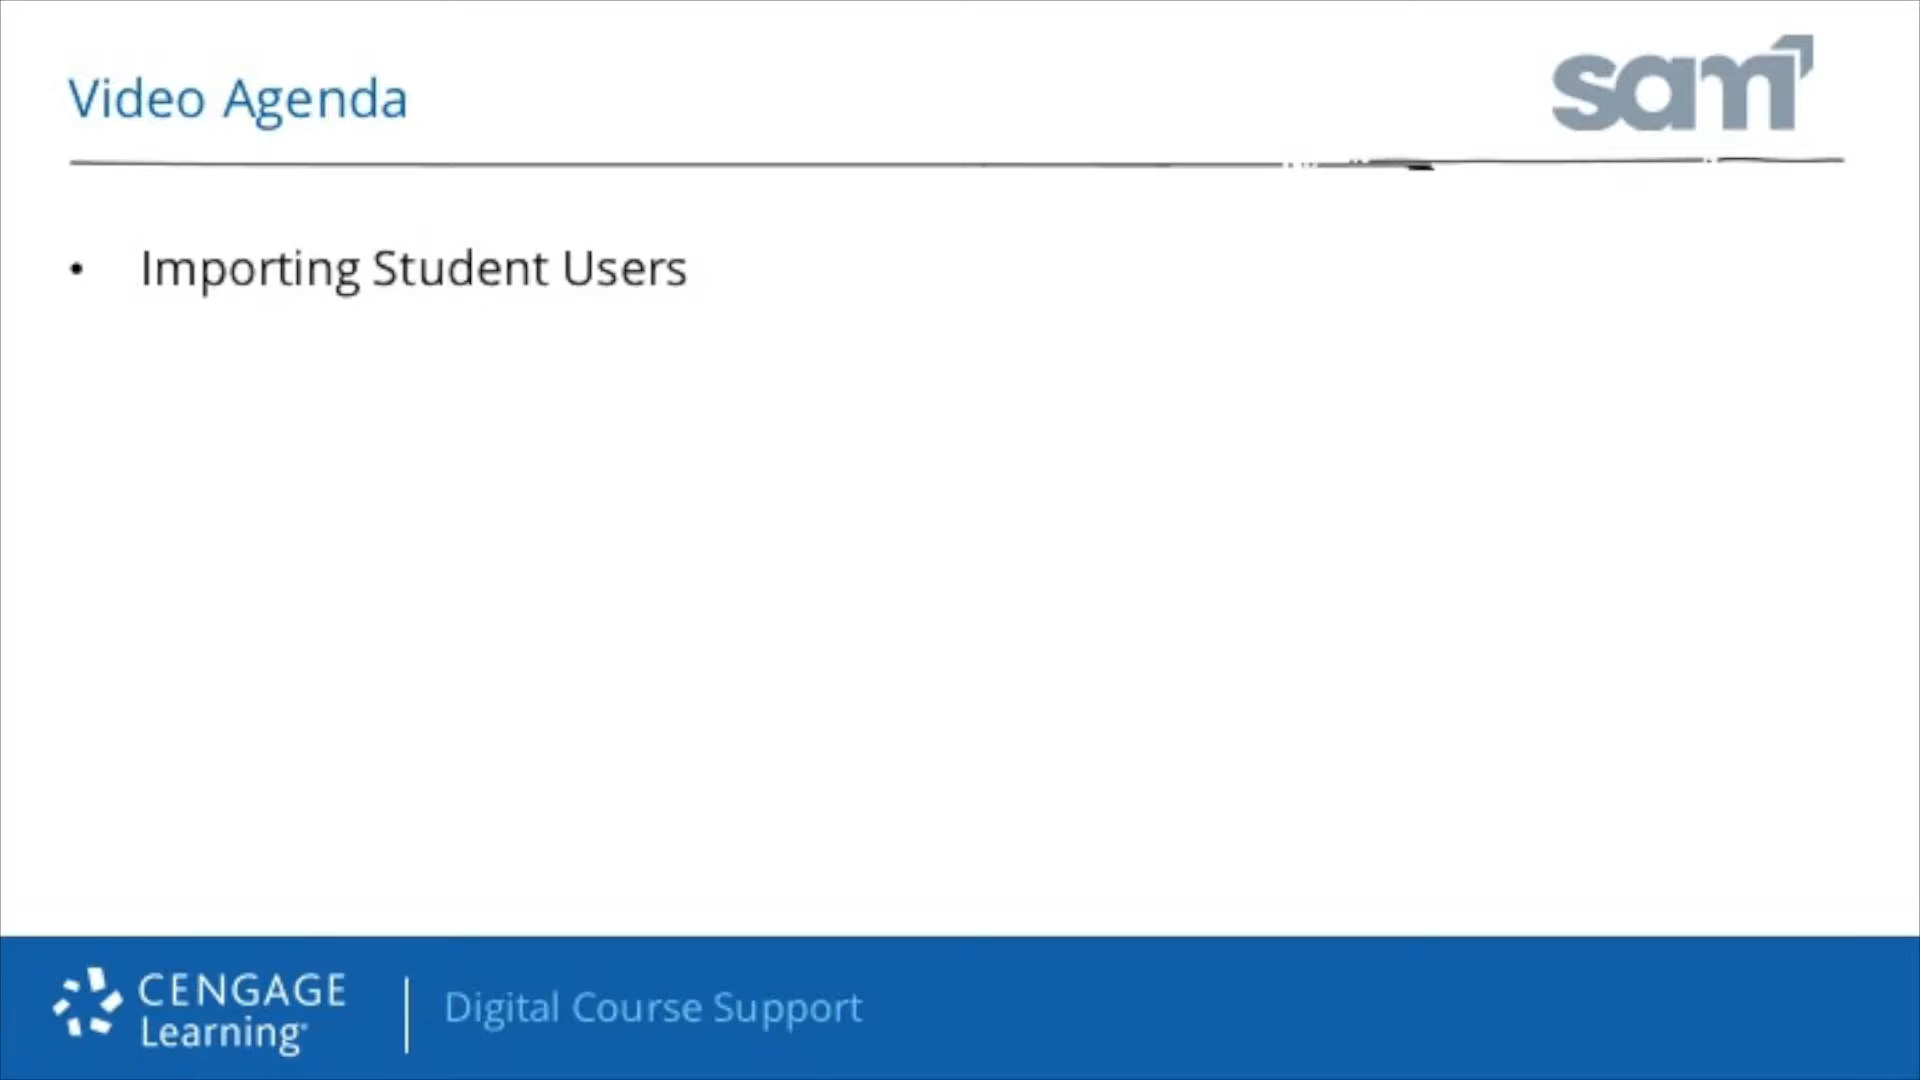 Video Agenda
sam
• Importing Student Users
CENGAGE
Learning
Digital Course Support